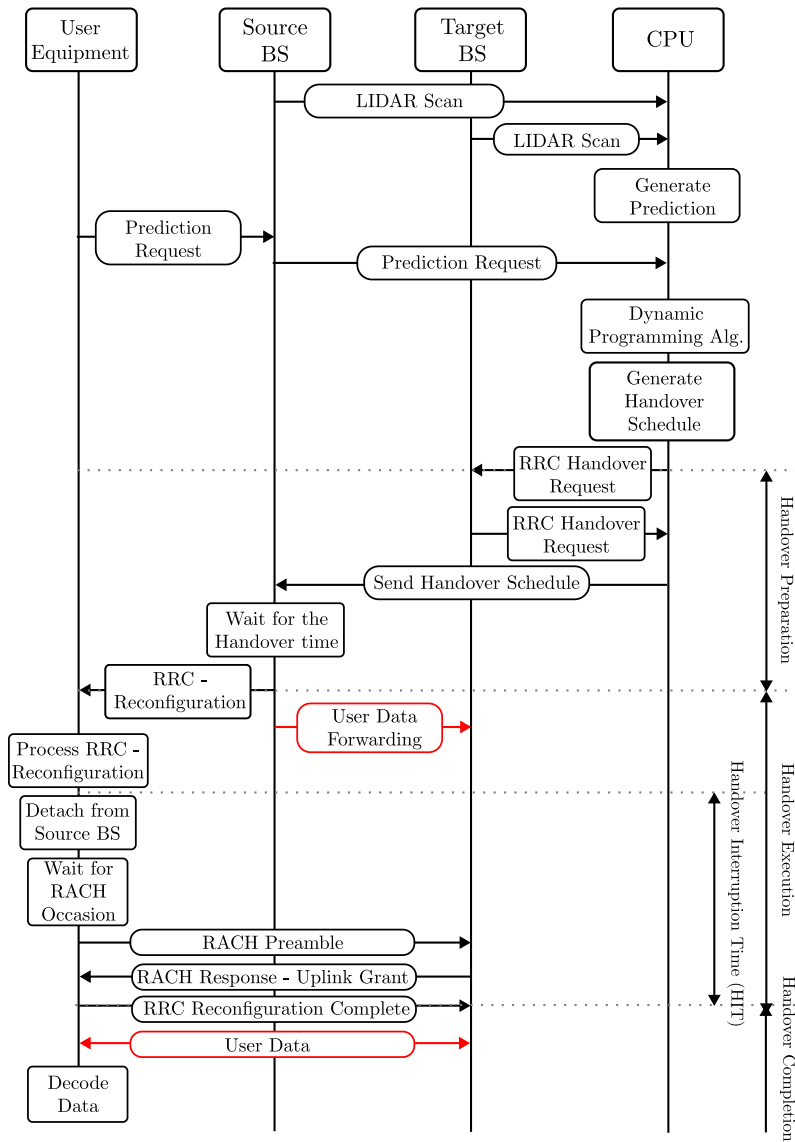 User
Equipment
Source
BS
Target
BS
CPU
LIDAR Scan
LIDAR Scan
Generate
Prediction
Prediction
Request
Prediction Request
Dynamic
Programming Alg.
Generate
Handover
Schedule
RRC Handover
Request
RRC Handover
Request
Send Handover Schedule
Wait for the
Handover time
RRC -
Reconfiguration
User Data
Forwarding
Process RRC -
Reconfiguration
Detach from
Source BS
Wait for
RACH
Occasion
RACH Preamble
RACH Response - Uplink Grant
RRC Reconfiguration Complete
User Data
Decode
Data
Handover Preparation
Handover Execution
Handover Interruption Time (HIT)
Handover Completion